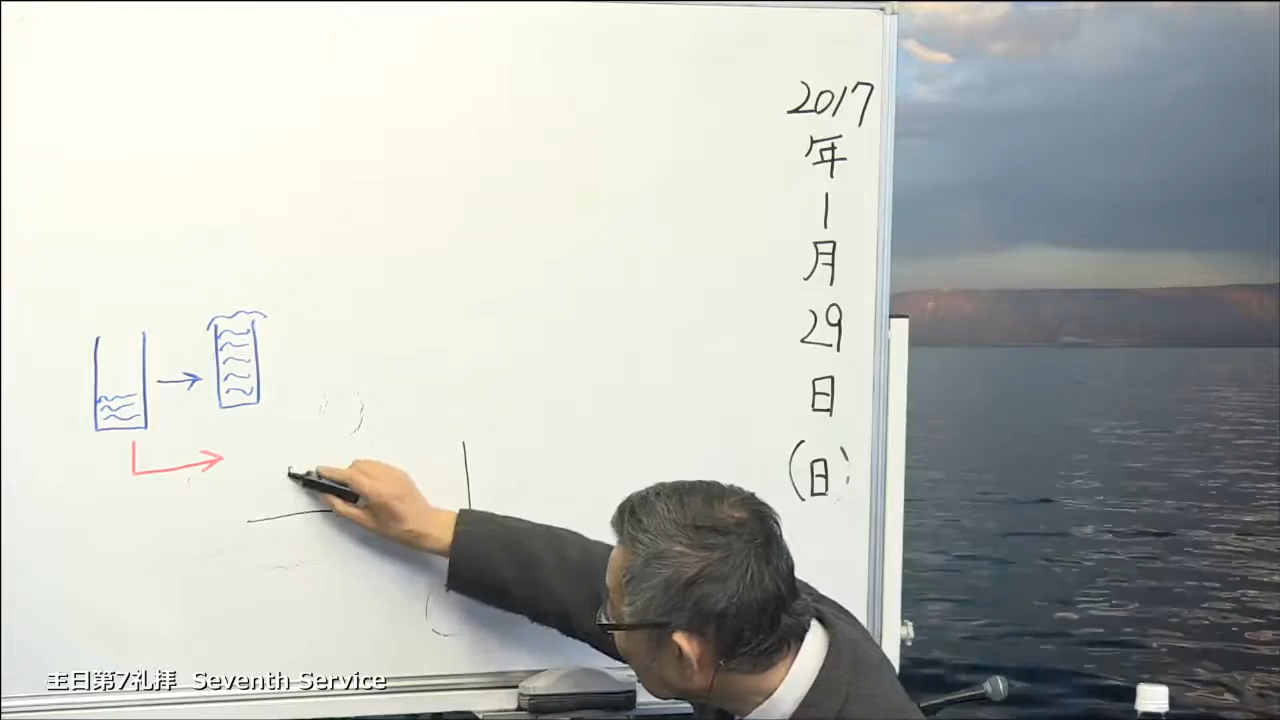 2017
年
1
月
29
日
(日)
主日第7礼拝 Seventh Service